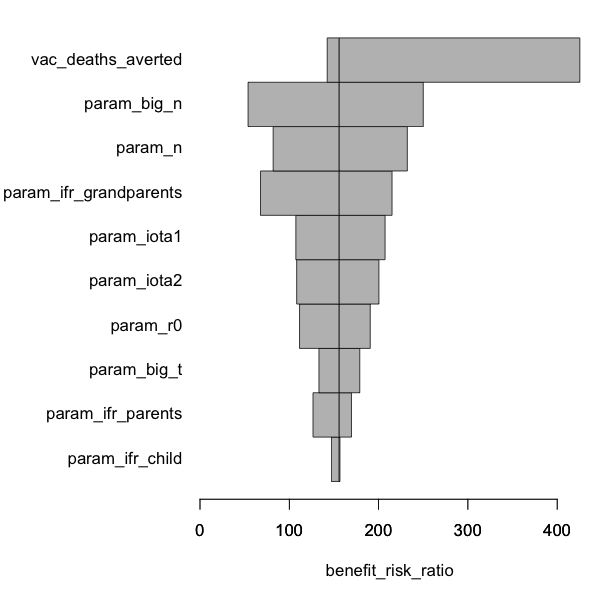 vac_deaths_averted
param_big_n
param_n
param_ifr_grandparents
param_iota1
param_iota2
param_r0
param_big_t
param_ifr_parents
param_ifr_child
0 100 200 300 400
benefit_risk_ratio